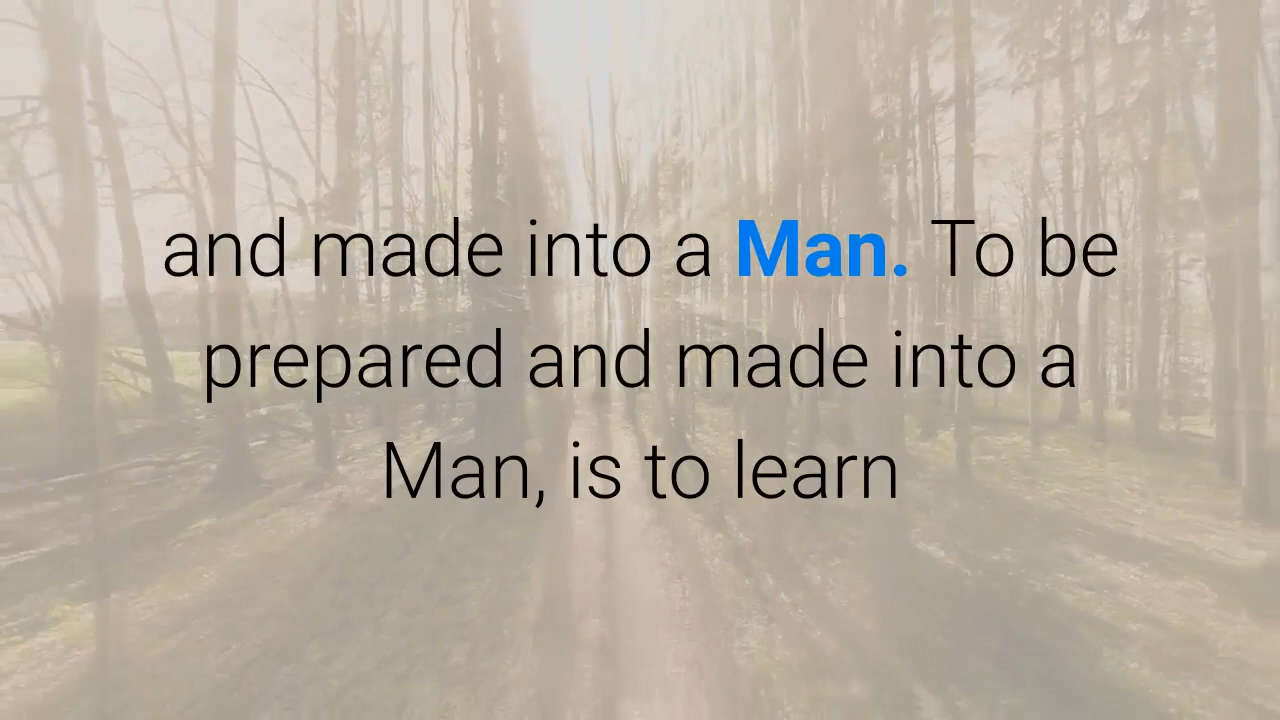 and made into a Man. To be
prepared and made into a
Man, is to learn